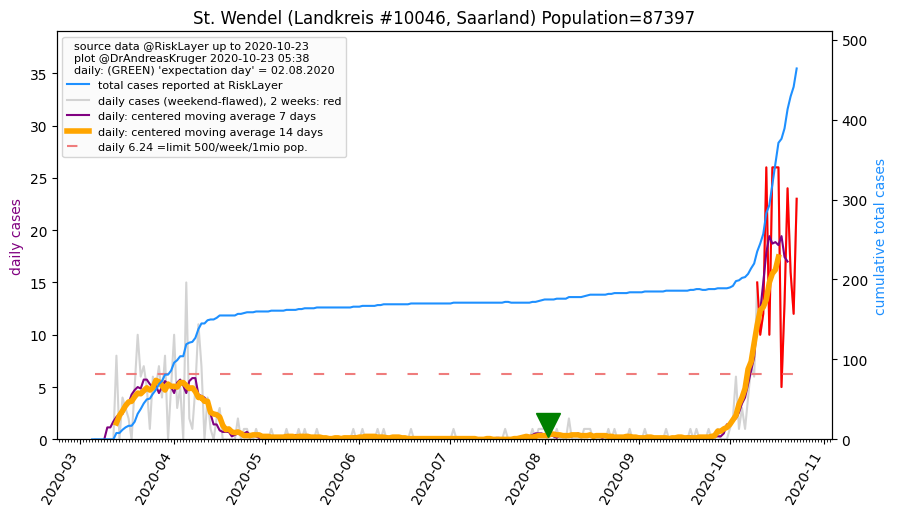 St. Wendel (Landkreis #10046, Saarland) Population=87397
source data @RiskLayer up to 2020-10-23
plot @DrAndreasKruger 2020-10-23 05:38
daily: (GREEN) 'expectation day' = 02.08.2020
total cases reported at RiskLayer
daily cases (weekend-flawed), 2 weeks: red
daily: centered moving average 7 days
daily: centered moving average 14 days
daily 6.24 =limit 500/week/1mio pop.
daily cases
35
30
25
20
15
10
5
0
cumulative total cases
500
400
300
200
100
0
2020-03
2020-04
2020-05
2020-06
2020-07
2020-08
2020-09
2020-10
2020-11